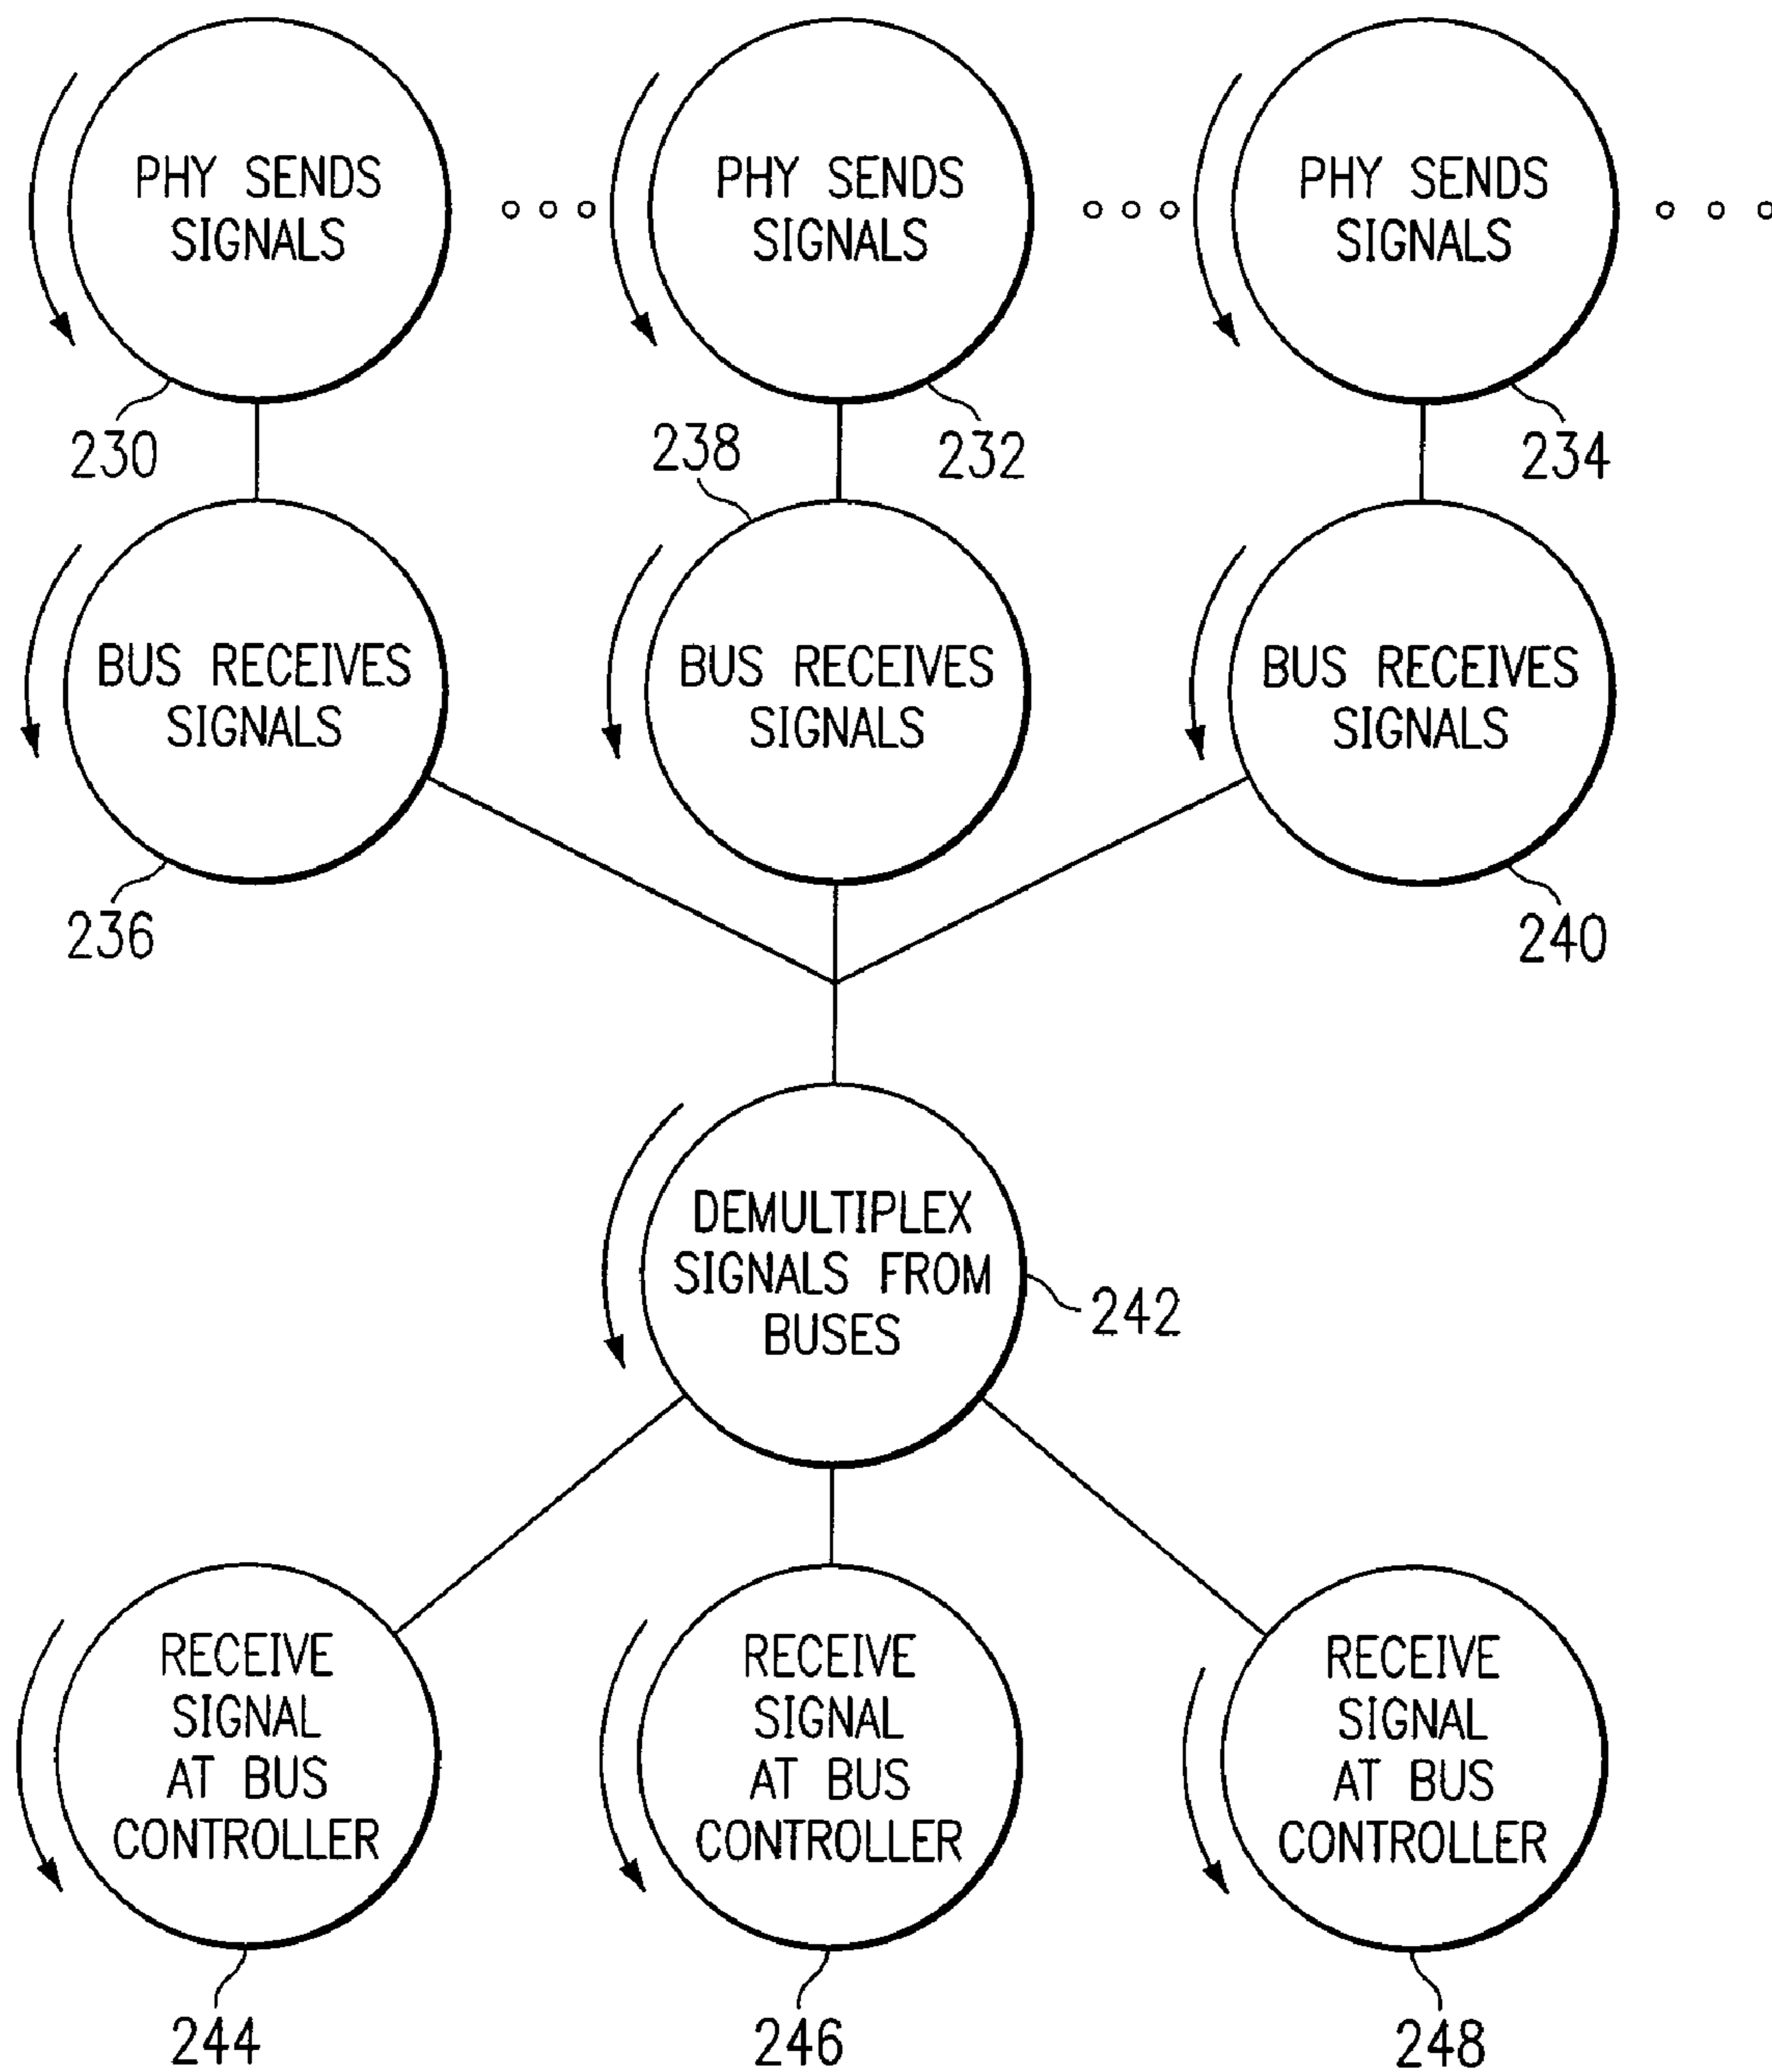 PHY SENDS
SIGNALS
PHY SENDS
SIGNALS
PHY SENDS
SIGNALS
230
238
232
234
BUS RECEIVES
SIGNALS
BUS RECEIVES
SIGNALS
BUS RECEIVES
SIGNALS
236
240
DEMULTIPLEX
SIGNALS FROM
BUSES
242
RECEIVE
SIGNAL
AT BUS
CONTROLLER
RECEIVE
SIGNAL
AT BUS
CONTROLLER
RECEIVE
SIGNAL
AT BUS
CONTROLLER
244
246
248